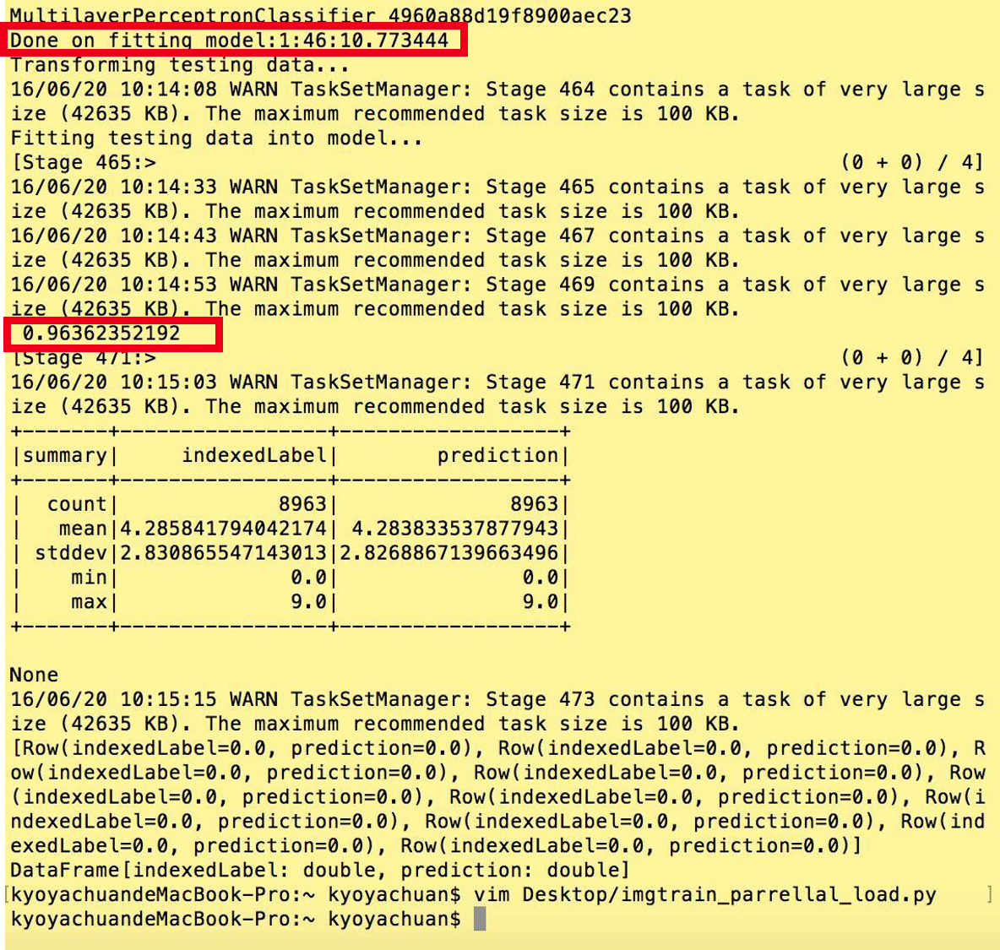 MultilayerPerceptronClassifier_4960a88d19f8900aec23
Done on fitting model:1:46:10.773444
Transforming testing data...
16/06/20 10:14:08 WARN TaskSetManager: Stage 464 contains a task of very large s
ize (42635 KB). The maximum recommended task size is 100 KB.
Fitting testing data into model...
[Stage 465:> (0 + 0) / 4]
16/06/20 10:14:33 WARN TaskSetManager: Stage 465 contains a task of very large s
ize (42635 KB). The maximum recommended task size is 100 KB.
16/06/20 10:14:43 WARN TaskSetManager: Stage 467 contains a task of very large s
ize (42635 KB). The maximum recommended task size is 100 KB.
16/06/20 10:14:53 WARN TaskSetManager: Stage 469 contains a task of very large s
ize (42635 KB). The maximum recommended task size is 100 KB.
0.96362352192
[Stage 471:> (0 + 0) / 4]
16/06/20 10:15:03 WARN TaskSetManager: Stage 471 contains a task of very large s
ize (42635 KB). The maximum recommended task size is 100 KB.
+-------+-----------------+------------------+
|summary|     indexedLabel|        prediction|
+-------+-----------------+------------------+
|  count|             8963|              8963|
|   mean|4.285841794042174| 4.283833537877943|
| stddev|2.830865547143013|2.8268867139663496|
|    min|              0.0|               0.0|
|    max|              9.0|               9.0|
+-------+-----------------+------------------+
None
16/06/20 10:15:15 WARN TaskSetManager: Stage 473 contains a task of very large s
ize (42635 KB). The maximum recommended task size is 100 KB.
[Row(indexedLabel=0.0, prediction=0.0), Row(indexedLabel=0.0, prediction=0.0), R
ow(indexedLabel=0.0, prediction=0.0), Row(indexedLabel=0.0, prediction=0.0), Row
(indexedLabel=0.0, prediction=0.0), Row(indexedLabel=0.0, prediction=0.0), Row(i
ndexedLabel=0.0, prediction=0.0), Row(indexedLabel=0.0, prediction=0.0), Row(ind
exedLabel=0.0, prediction=0.0), Row(indexedLabel=0.0, prediction=0.0)]
DataFrame[indexedLabel: double, prediction: double]
[kyoyachuandeMacBook-Pro:~ kyoyachuan$ vim Desktop/imgtrain_parrellal_load.py ]
kyoyachuandeMacBook-Pro:~ kyoyachuan$